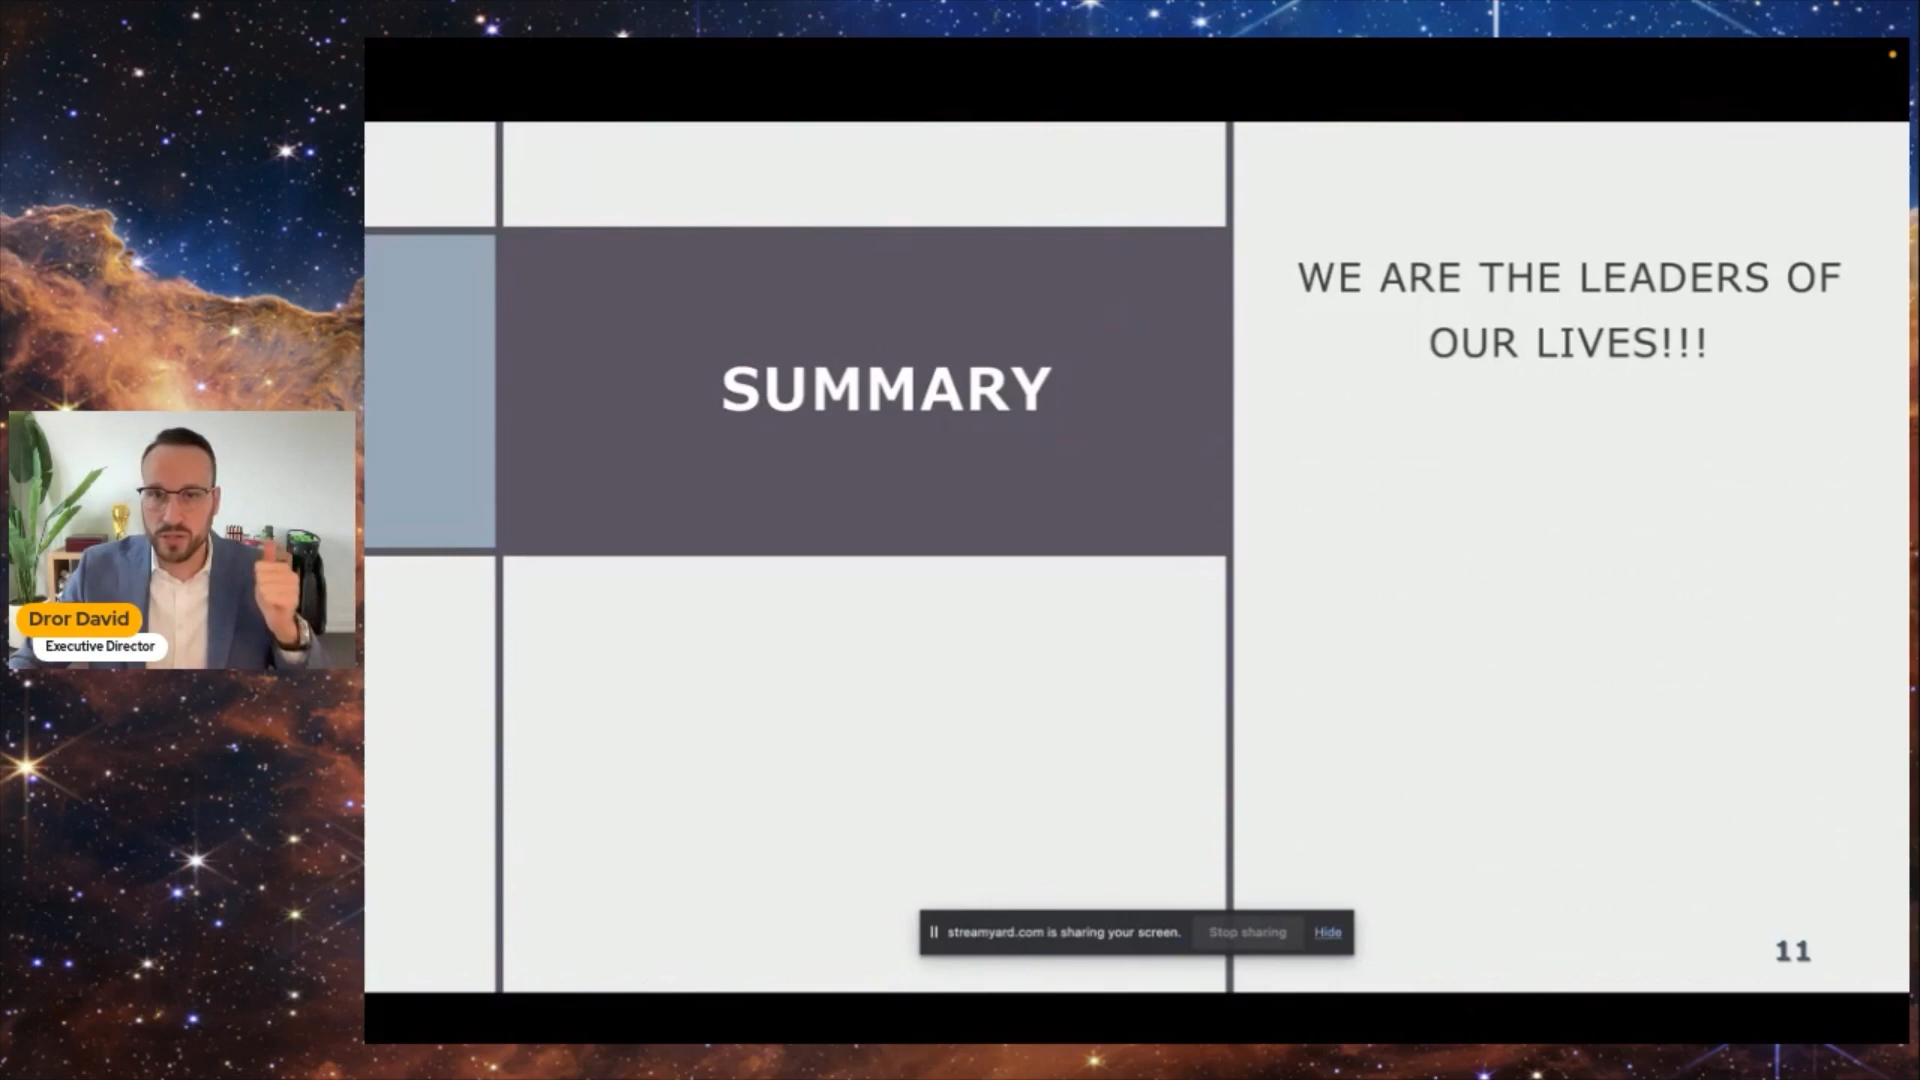 SUMMARY
WE ARE THE LEADERS OF
OUR LIVES!!!
Dror David
Executive Director
streamyard.com is sharing your screen. Stop sharing Hide
11